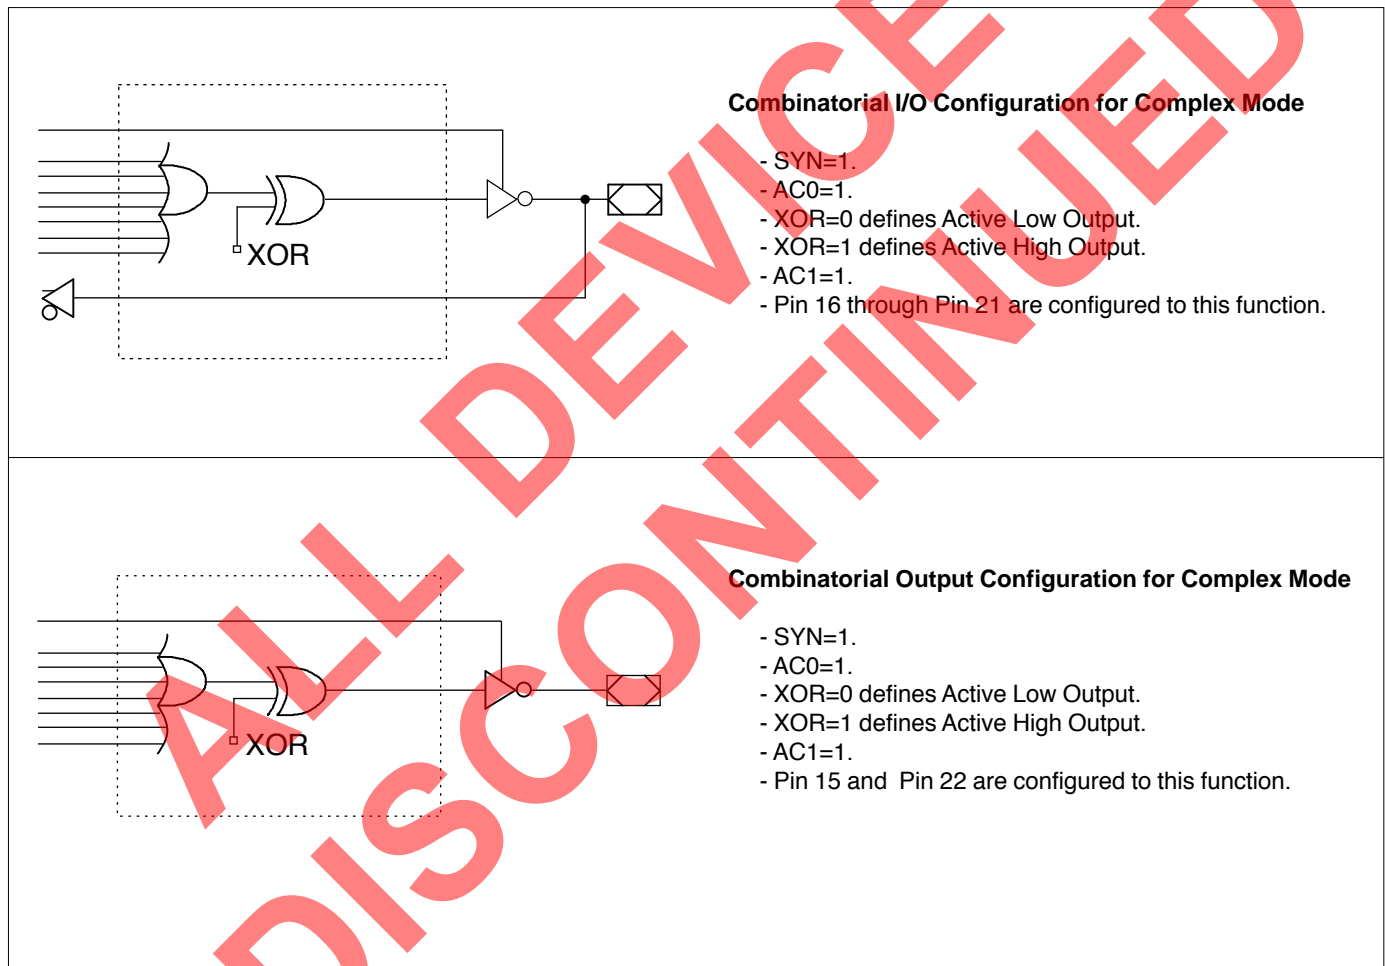 Combinatorial I/O Configuration for Complex Mode
- SYN=1.
- AC0=1.
- XOR=0 defines Active Low Output.
- XOR=1 defines Active High Output.
- AC1=1.
- Pin 16 through Pin 21 are configured to this function.
XOR
Combinatorial Output Configuration for Complex Mode
- SYN=1.
- AC0=1.
- XOR=0 defines Active Low Output.
- XOR=1 defines Active High Output.
- AC1=1.
- Pin 15 and  Pin 22 are configured to this function.
XOR
ALL DEVICE
DISCONTINUED